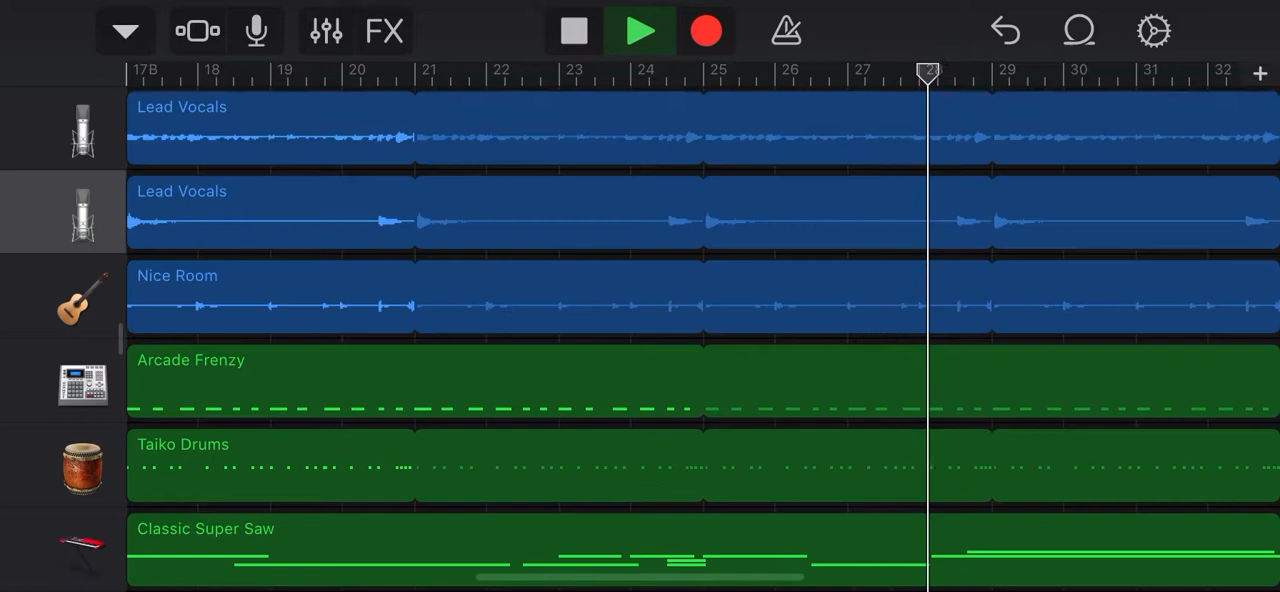 FX
17B 18 19 20 21 22 23 24 25 26 27 28 29 30 31 32 +
Lead Vocals
Lead Vocals
Nice Room
Arcade Frenzy
Taiko Drums
Classic Super Saw